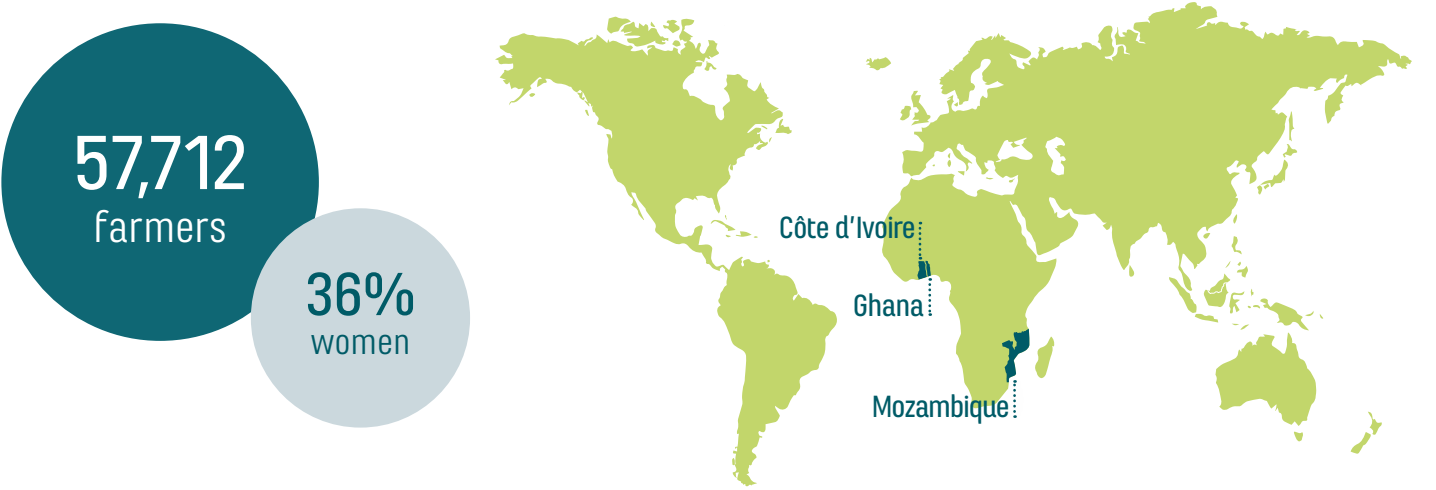 57,712
farmers
36%
women
Côte d'Ivoire
Ghana
Mozambique